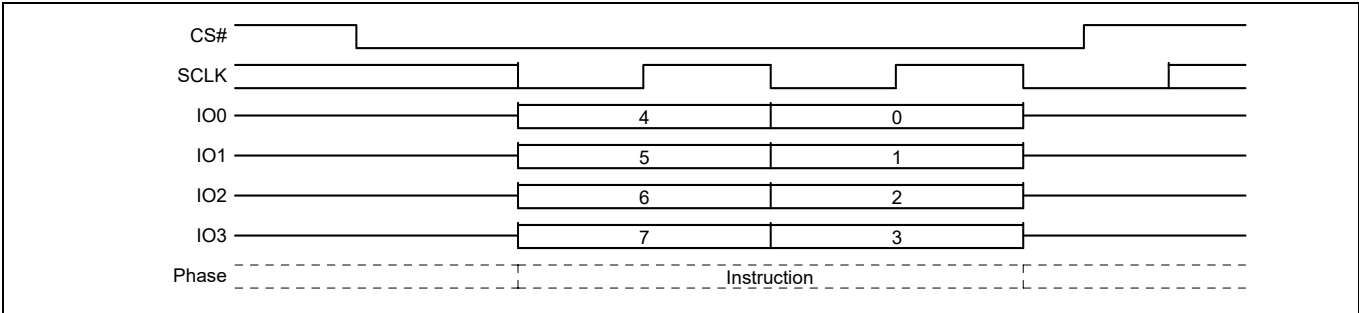 CS#
SCLK
IO0 4 0
IO1 5 1
IO2 6 2
IO3 7 3
Phase Instruction